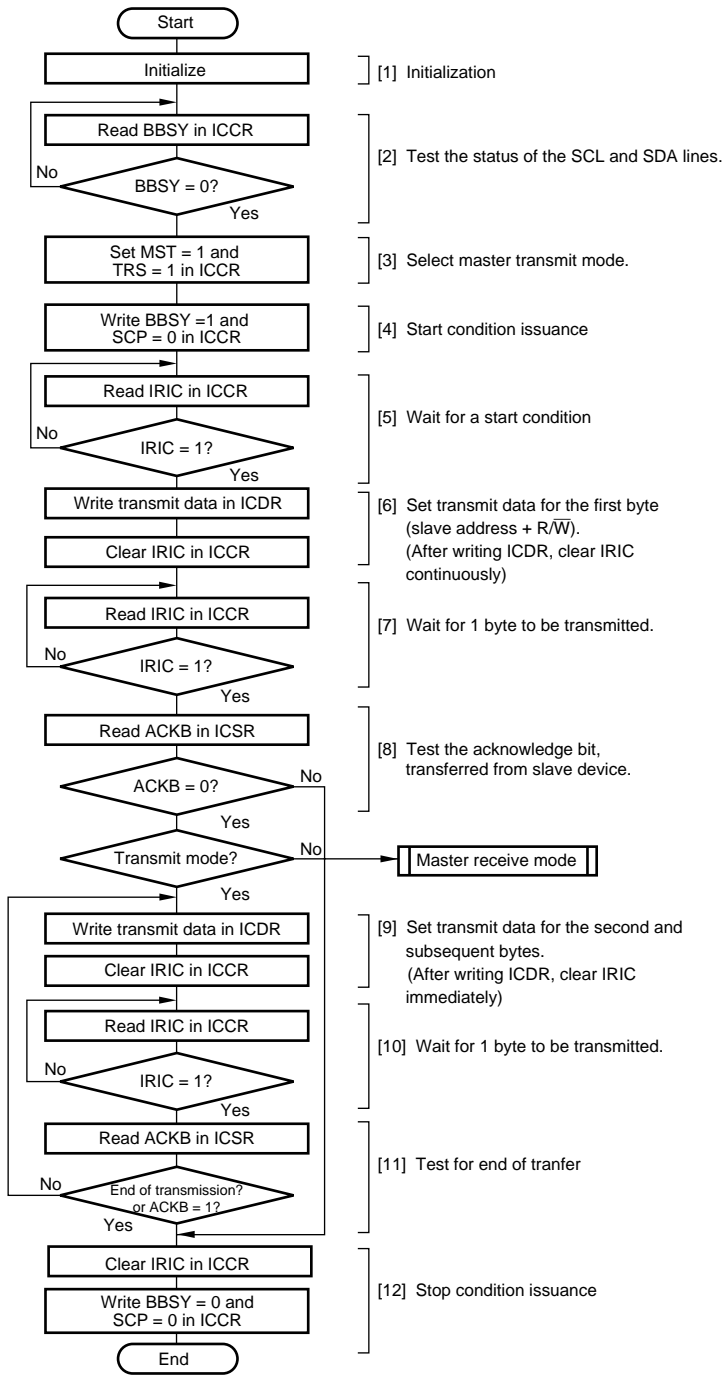 Start
Initialize
[1] Initialization
Read BBSY in ICCR
[2] Test the status of the SCL and SDA lines.
No
BBSY = 0?
Yes
Set MST = 1 and
TRS = 1 in ICCR
[3] Select master transmit mode.
Write BBSY =1 and
SCP = 0 in ICCR
[4] Start condition issuance
Read IRIC in ICCR
[5] Wait for a start condition
No
IRIC = 1?
Yes
Write transmit data in ICDR
[6] Set transmit data for the first byte
(slave address + R/W̅).
(After writing ICDR, clear IRIC
continuously)
Clear IRIC in ICCR
Read IRIC in ICCR
[7] Wait for 1 byte to be transmitted.
No
IRIC = 1?
Yes
Read ACKB in ICSR
[8] Test the acknowledge bit,
transferred from slave device.
ACKB = 0?
No
Yes
Transmit mode?
No
Master receive mode
Yes
Write transmit data in ICDR
[9] Set transmit data for the second and
subsequent bytes.
(After writing ICDR, clear IRIC
immediately)
Clear IRIC in ICCR
Read IRIC in ICCR
[10] Wait for 1 byte to be transmitted.
No
IRIC = 1?
Yes
Read ACKB in ICSR
[11] Test for end of tranfer
No
End of transmission?
or ACKB = 1?
Yes
Clear IRIC in ICCR
[12] Stop condition issuance
Write BBSY = 0 and
SCP = 0 in ICCR
End